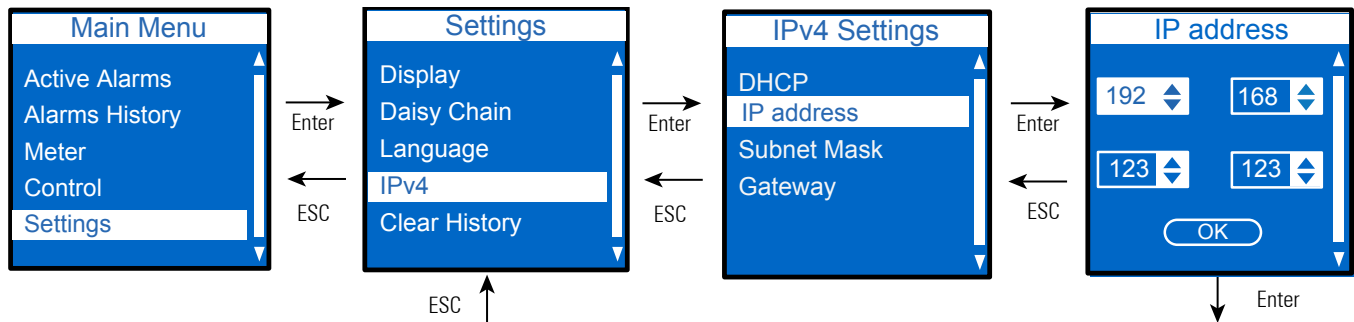 Main Menu
Active Alarms
Alarms History
Meter
Control
Settings
Enter
ESC
Settings
Display
Daisy Chain
Language
IPv4
Clear History
Enter
ESC
IPv4 Settings
DHCP
IP address
Subnet Mask
Gateway
Enter
ESC
IP address
192 168
123 123
OK
ESC
Enter